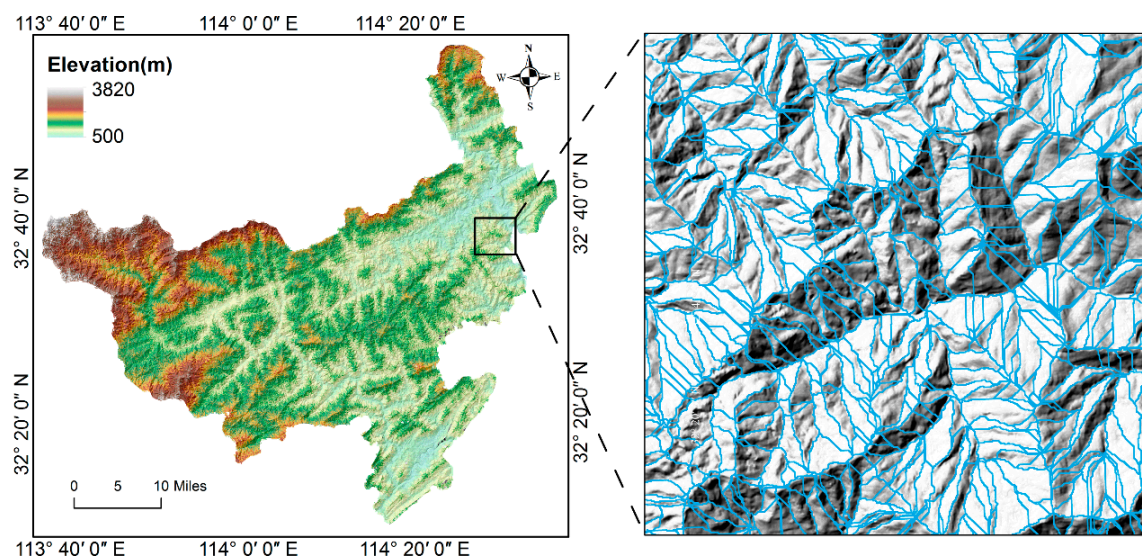 113° 40′ 0″ E
114° 0′ 0″ E
114° 20′ 0″ E
Elevation(m)
3820
500
N
W
E
S
32° 40′ 0″ N
32° 20′ 0″ N
32° 40′ 0″ N
32° 20′ 0″ N
0 5 10 Miles
113° 40′ 0″ E
114° 0′ 0″ E
114° 20′ 0″ E